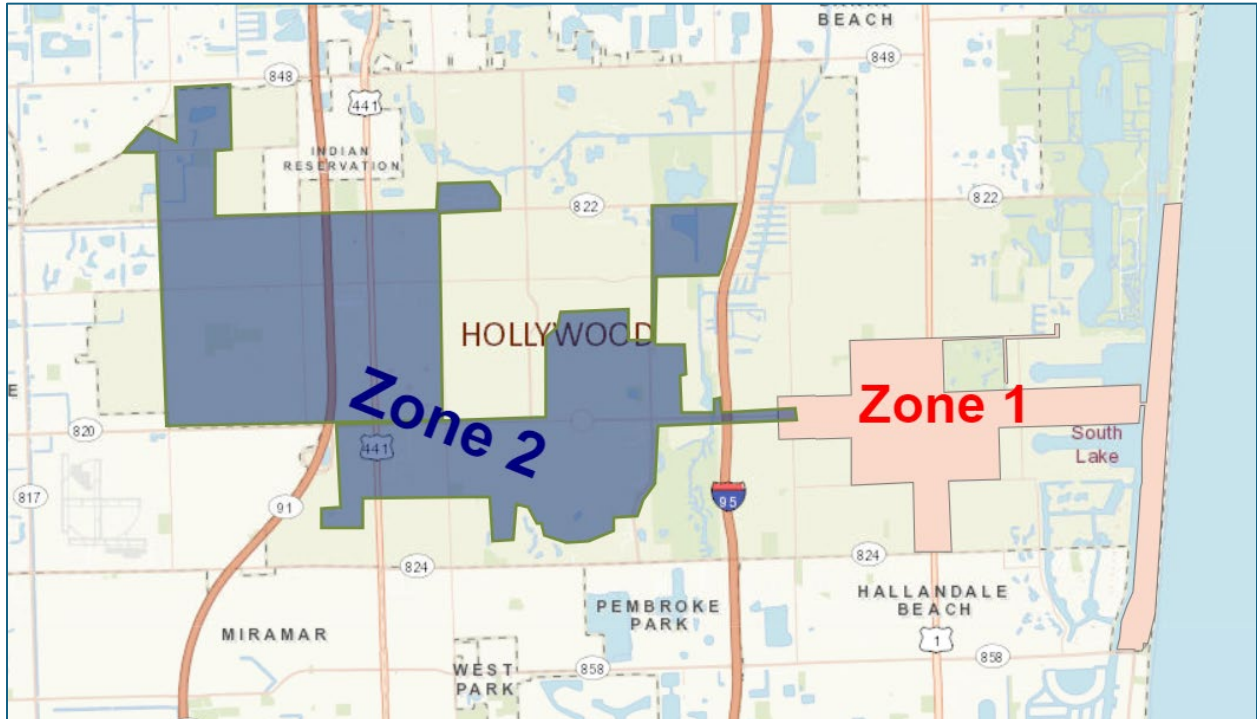 BEACH
848
848
441
INDIAN
RESERVATION
822
822
HOLLYWOOD
Zone 1
Zone 2
E
820
441
South
Lake
817
91
95
824
824
HALLANDALE
BEACH
PEMBROKE
PARK
MIRAMAR
1
WEST
PARK
858
858